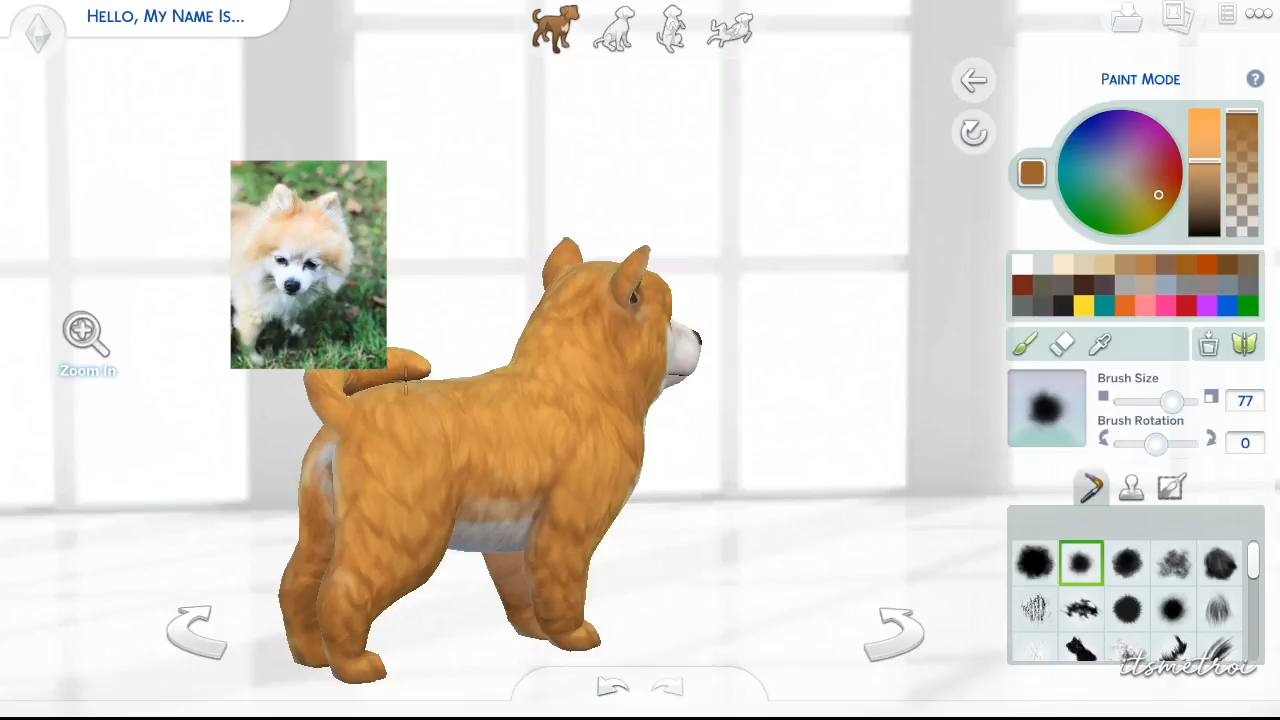 Hello, My Name Is...
Paint Mode
?
Zoom In
Brush Size
77
Brush Rotation
0
itsmetroi